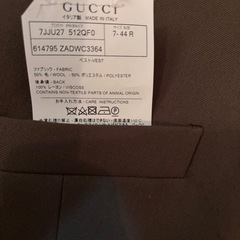 GUCCI
イタリア製 / MADE IN ITALY
7JJU27 512QF0 7- 44 R
614795 ZADWC3364
ベスト-VEST
ファブリック - FABRIC
50% 毛 / WOOL - 50% ポリエステル / POLYESTER
後身頃 - BACK
100% レーヨン / VISCOSE
CONTAINS NON-TEXTILE PARTS OF ANIMAL ORIGIN
お手入れ方法 - CARE